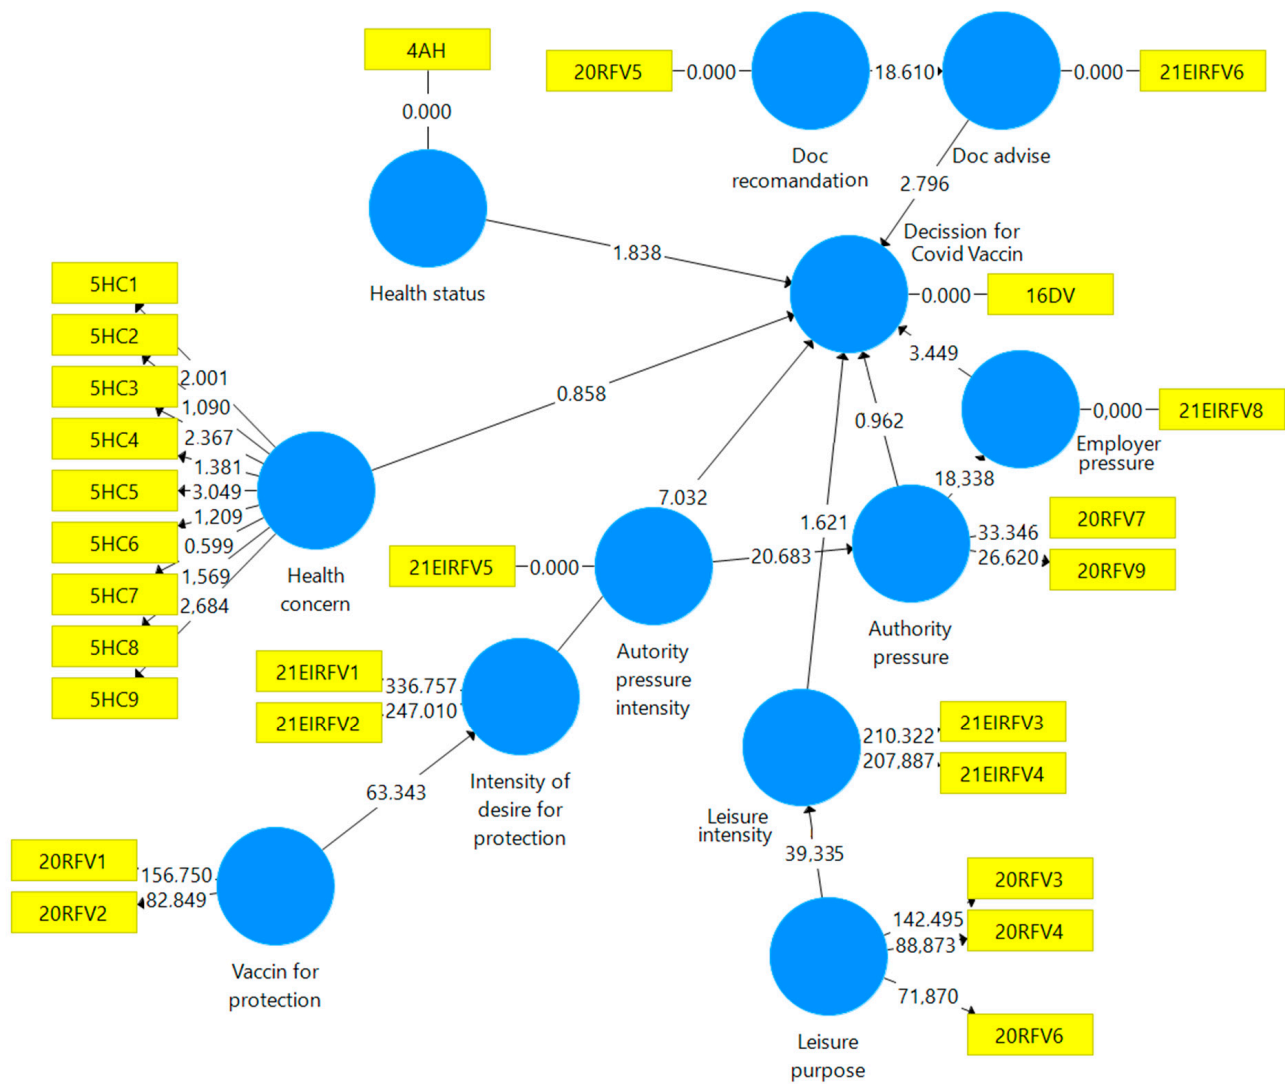 4AH
20RFV5
0.000
18.610
0.000
21EIRFV6
0.000
Doc
recomandation
Doc advise
2.796
Decission for
Covid Vaccin
1.838
Health status
0.000
16DV
5HC1
5HC2
5HC3
5HC4
5HC5
5HC6
5HC7
5HC8
5HC9
2.001
1.090
2.367
1.381
3.049
1.209
0.599
1.569
2,684
Health
concern
0.858
3.449
0,000
21EIRFV8
Employer
pressure
0.962
18,338
7.032
1.621
33.346
26,620
20RFV7
20RFV9
21EIRFV5
0.000
20.683
Authority
pressure
Autority
pressure
intensity
21EIRFV1
21EIRFV2
336.757
247.010
Intensity of
desire for
protection
63.343
210.322
207,887
21EIRFV3
21EIRFV4
Leisure
intensity
39,335
20RFV1
20RFV2
156.750
82.849
Vaccin for
protection
142.495
88,873
71,870
20RFV3
20RFV4
20RFV6
Leisure
purpose